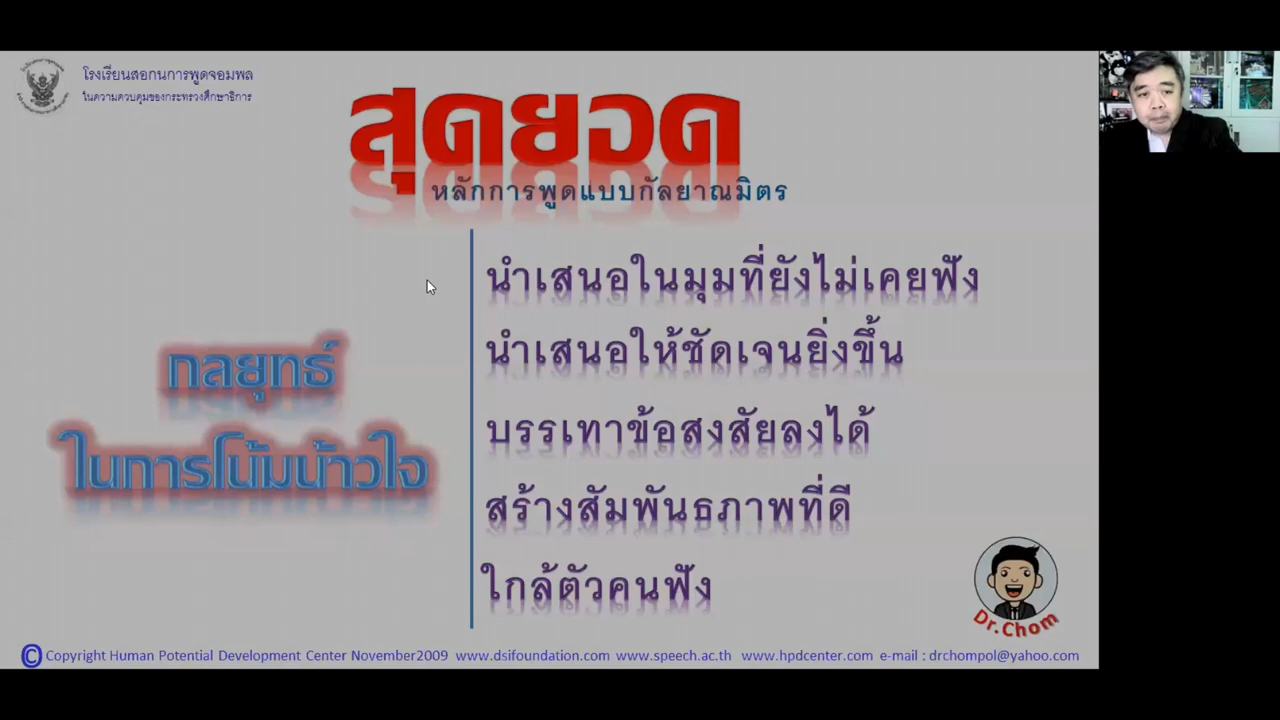 โรงเรียนสอนการพูดจอมพล
ในความควบคุมของกระทรวงศึกษาธิการ
สุดยอด
หลักการพูดแบบกัลยาณมิตร
กลยุทธ์
ในการโน้มน้าวใจ
นำเสนอในมุมที่ยังไม่เคยฟัง
นำเสนอให้ชัดเจนยิ่งขึ้น
บรรเทาข้อสงสัยลงได้
สร้างสัมพันธภาพที่ดี
ใกล้ตัวคนฟัง
Dr.Chom
© Copyright Human Potential Development Center November2009 www.dsifoundation.com www.speech.ac.th www.hpdcenter.com e-mail : drchompol@yahoo.com